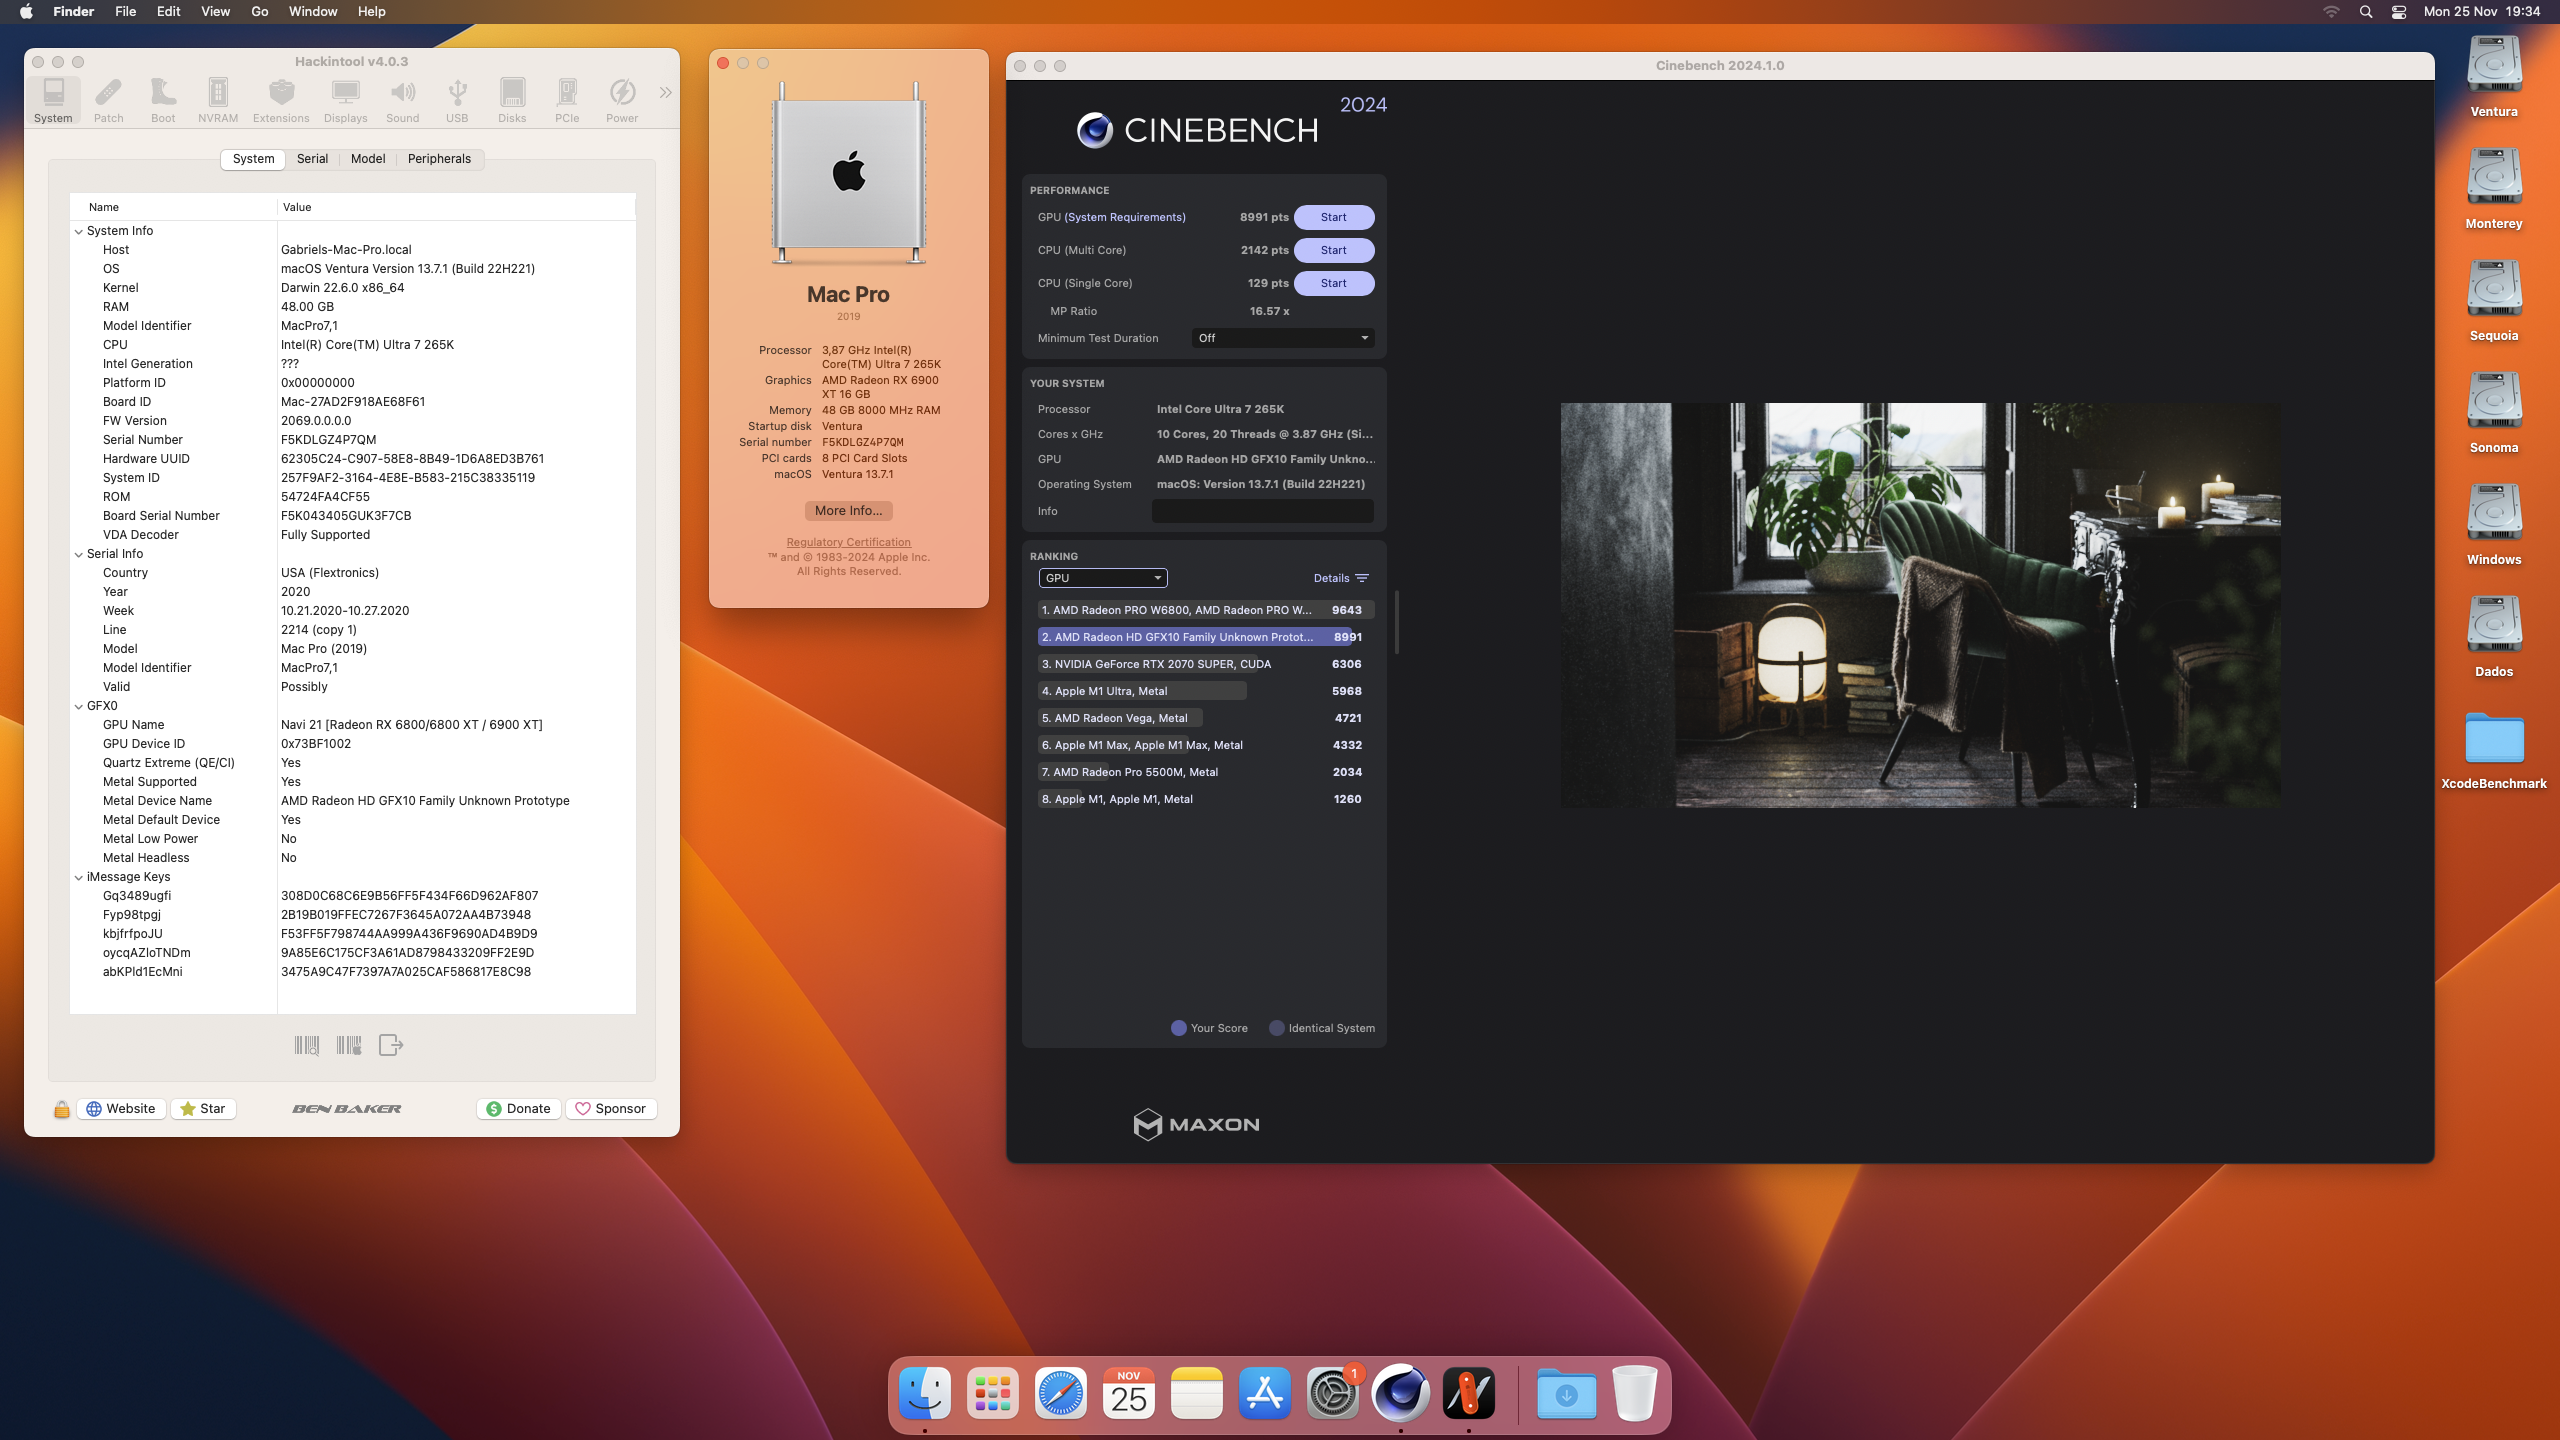 Finder File Edit View Go Window Help
Mon 25 Nov 19:34
Hackintool v4.0.3
System Patch Boot NVRAM Extensions Displays Sound USB Disks PCIe Power
System Serial Model Peripherals
Name Value
System Info
Host Gabriels-Mac-Pro.local
OS macOS Ventura Version 13.7.1 (Build 22H221)
Kernel Darwin 22.6.0 x86_64
RAM 48.00 GB
Model Identifier MacPro7,1
CPU Intel(R) Core(TM) Ultra 7 265K
Intel Generation ???
Platform ID 0x00000000
Board ID Mac-27AD2F918AE68F61
FW Version 2069.0.0.0.0
Serial Number F5KDLGZ4P7QM
Hardware UUID 62305C24-C907-58E8-8B49-1D6A8ED3B761
System ID 257F9AF2-3164-4E8E-B583-215C38335119
ROM 54724FA4CF55
Board Serial Number F5K043405GUK3F7CB
VDA Decoder Fully Supported
Serial Info
Country USA (Flextronics)
Year 2020
Week 10.21.2020-10.27.2020
Line 2214 (copy 1)
Model Mac Pro (2019)
Model Identifier MacPro7,1
Valid Possibly
GFX0
GPU Name Navi 21 [Radeon RX 6800/6800 XT / 6900 XT]
GPU Device ID 0x73BF1002
Quartz Extreme (QE/CI) Yes
Metal Supported Yes
Metal Device Name AMD Radeon HD GFX10 Family Unknown Prototype
Metal Default Device Yes
Metal Low Power No
Metal Headless No
iMessage Keys
Gq3489ugfi 308D0C68C6E9B56FF5F434F66D962AF807
Fyp98tpgj 2B19B019FFEC7267F3645A072AA4B73948
kbjfrfpoJU F53FF5F798744AA999A436F9690AD4B9D9
oycqAZloTNDm 9A85E6C175CF3A61AD8798433209FF2E9D
abKPld1EcMni 3475A9C47F7397A7A025CAF586817E8C98
Website Star BEN BAKER Donate Sponsor
Mac Pro
2019
Processor 3,87 GHz Intel(R)
Core(TM) Ultra 7 265K
Graphics AMD Radeon RX 6900
XT 16 GB
Memory 48 GB 8000 MHz RAM
Startup disk Ventura
Serial number F5KDLGZ4P7QM
PCI cards 8 PCI Card Slots
macOS Ventura 13.7.1
More Info...
Regulatory Certification
™ and © 1983-2024 Apple Inc.
All Rights Reserved.
Cinebench 2024.1.0
2024
CINEBENCH
PERFORMANCE
GPU (System Requirements) 8991 pts Start
CPU (Multi Core) 2142 pts Start
CPU (Single Core) 129 pts Start
MP Ratio 16.57 x
Minimum Test Duration Off
YOUR SYSTEM
Processor Intel Core Ultra 7 265K
Cores x GHz 10 Cores, 20 Threads @ 3.87 GHz (Si...
GPU AMD Radeon HD GFX10 Family Unkno...
Operating System macOS: Version 13.7.1 (Build 22H221)
Info
RANKING
GPU Details
1. AMD Radeon PRO W6800, AMD Radeon PRO W... 9643
2. AMD Radeon HD GFX10 Family Unknown Protot... 8991
3. NVIDIA GeForce RTX 2070 SUPER, CUDA 6306
4. Apple M1 Ultra, Metal 5968
5. AMD Radeon Vega, Metal 4721
6. Apple M1 Max, Apple M1 Max, Metal 4332
7. AMD Radeon Pro 5500M, Metal 2034
8. Apple M1, Apple M1, Metal 1260
Your Score Identical System
MAXON
Ventura
Monterey
Sequoia
Sonoma
Windows
Dados
XcodeBenchmark
NOV
25
1